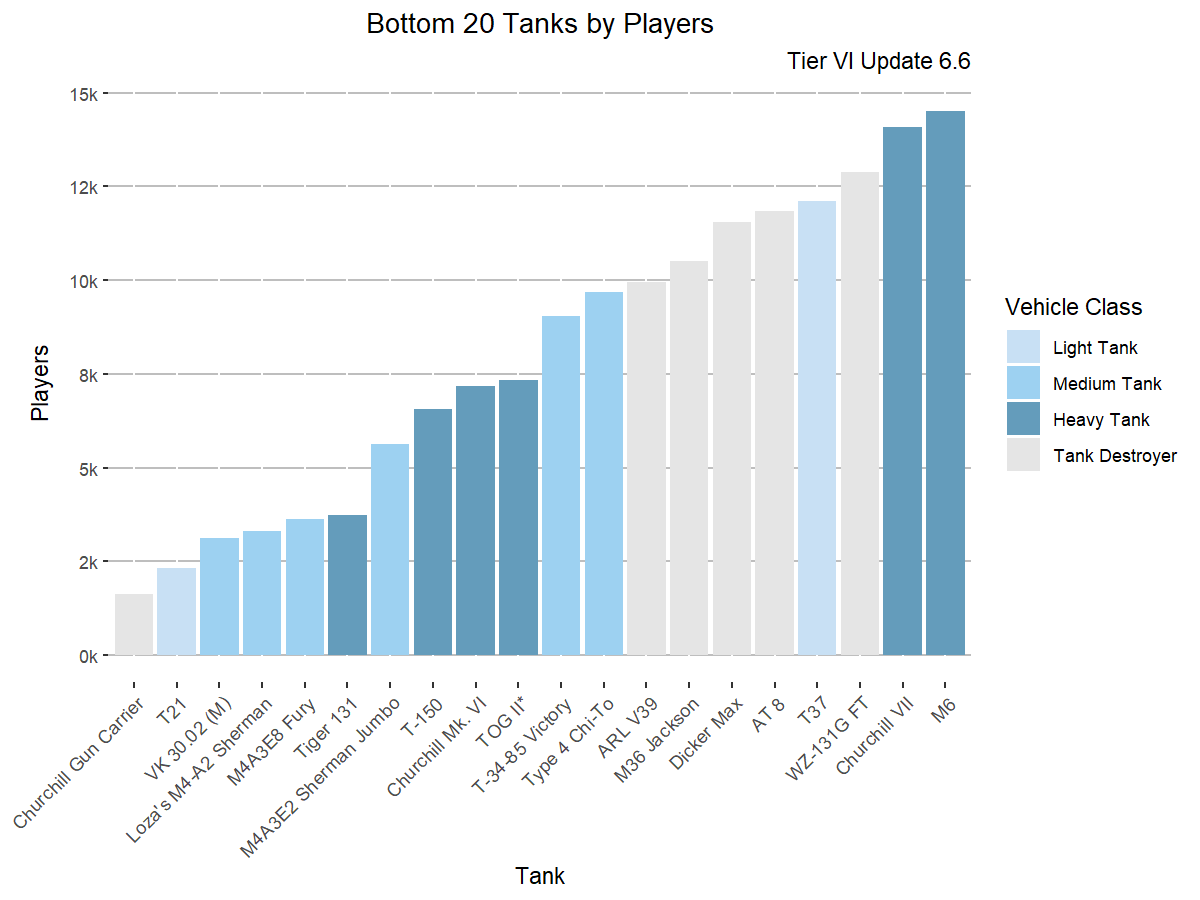 Bottom 20 Tanks by Players
Tier VI Update 6.6
15k
12k
10k
8k
5k
2k
0k
Players
Churchill Gun Carrier
T21
VK 30.02 (M)
Loza's M4-A2 Sherman
M4A3E8 Fury
Tiger 131
M4A3E2 Sherman Jumbo
T-150
Churchill Mk. VI
TOG II*
T-34-85 Victory
Type 4 Chi-To
ARL V39
M36 Jackson
Dicker Max
AT 8
T37
WZ-131G FT
Churchill VII
M6
Tank
Vehicle Class
Light Tank
Medium Tank
Heavy Tank
Tank Destroyer